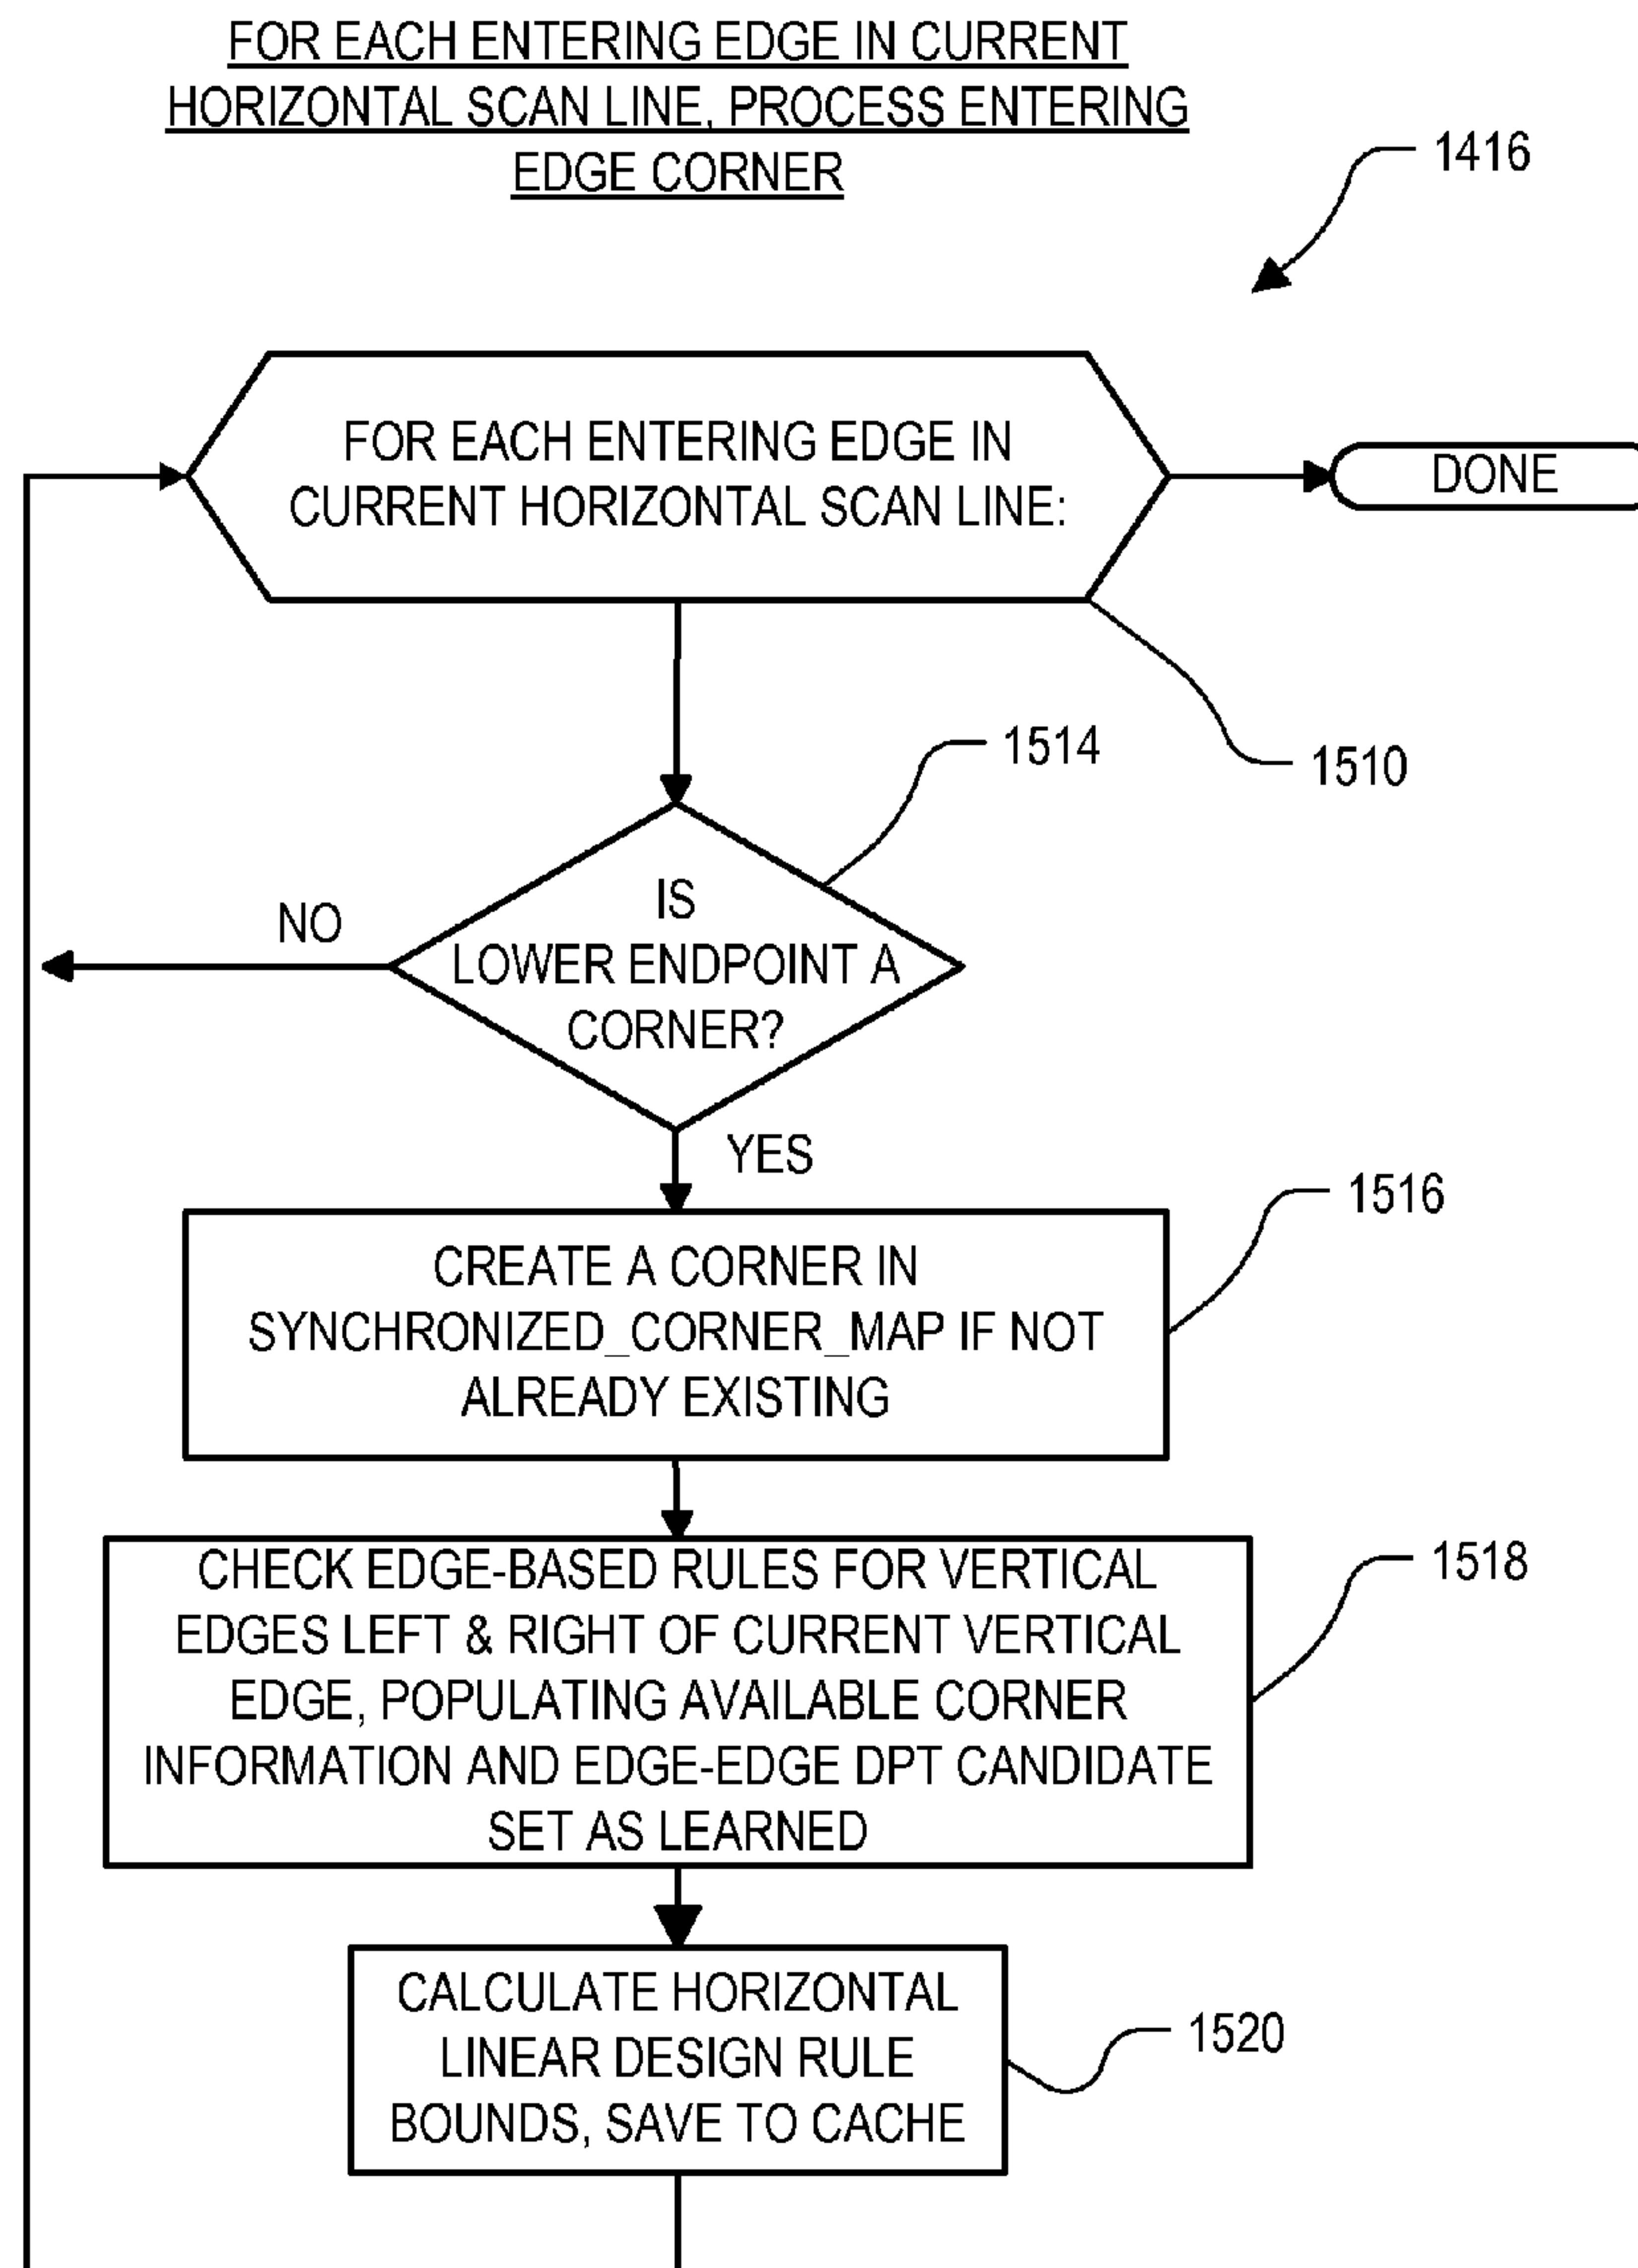 FOR EACH ENTERING EDGE IN CURRENT
HORIZONTAL SCAN LINE, PROCESS ENTERING
EDGE CORNER
1416
FOR EACH ENTERING EDGE IN
CURRENT HORIZONTAL SCAN LINE:
DONE
1510
1514
IS
LOWER ENDPOINT A
CORNER?
NO
YES
1516
CREATE A CORNER IN
SYNCHRONIZED_CORNER_MAP IF NOT
ALREADY EXISTING
1518
CHECK EDGE-BASED RULES FOR VERTICAL
EDGES LEFT & RIGHT OF CURRENT VERTICAL
EDGE, POPULATING AVAILABLE CORNER
INFORMATION AND EDGE-EDGE DPT CANDIDATE
SET AS LEARNED
CALCULATE HORIZONTAL
LINEAR DESIGN RULE
BOUNDS, SAVE TO CACHE
1520